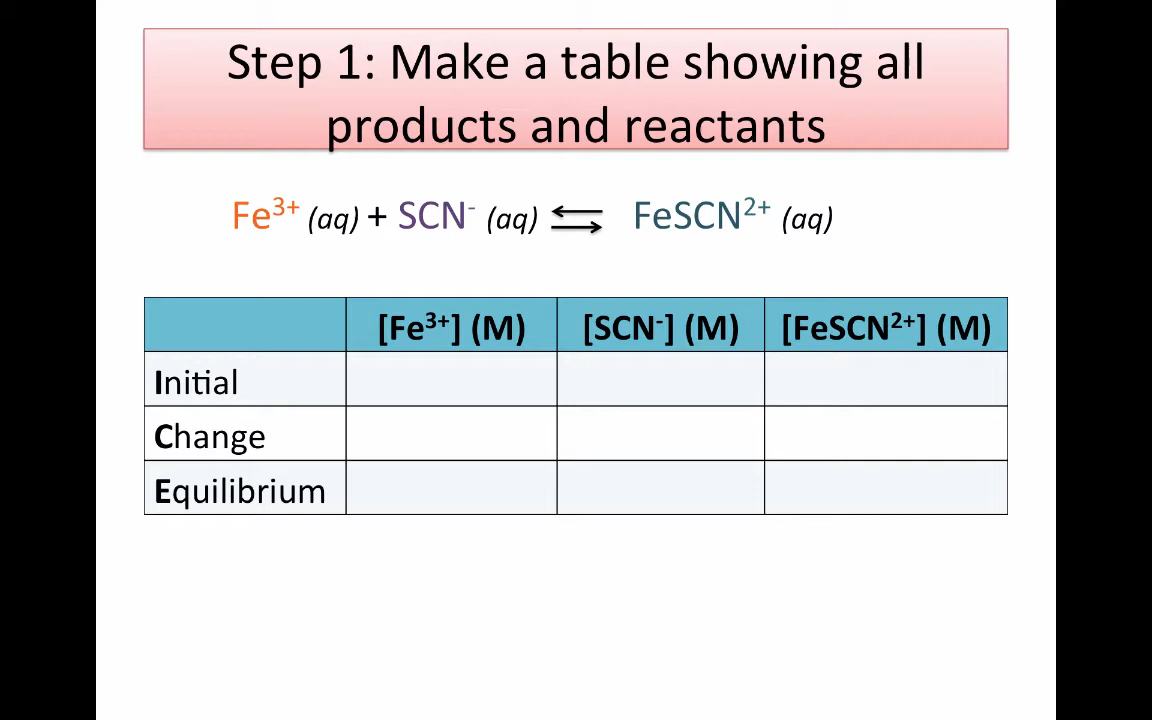 Step 1: Make a table showing all
products and reactants
Fe³⁺ (aq) + SCN⁻ (aq) ⇄ FeSCN²⁺ (aq)
[Fe³⁺] (M) [SCN⁻] (M) [FeSCN²⁺] (M)
Initial
Change
Equilibrium